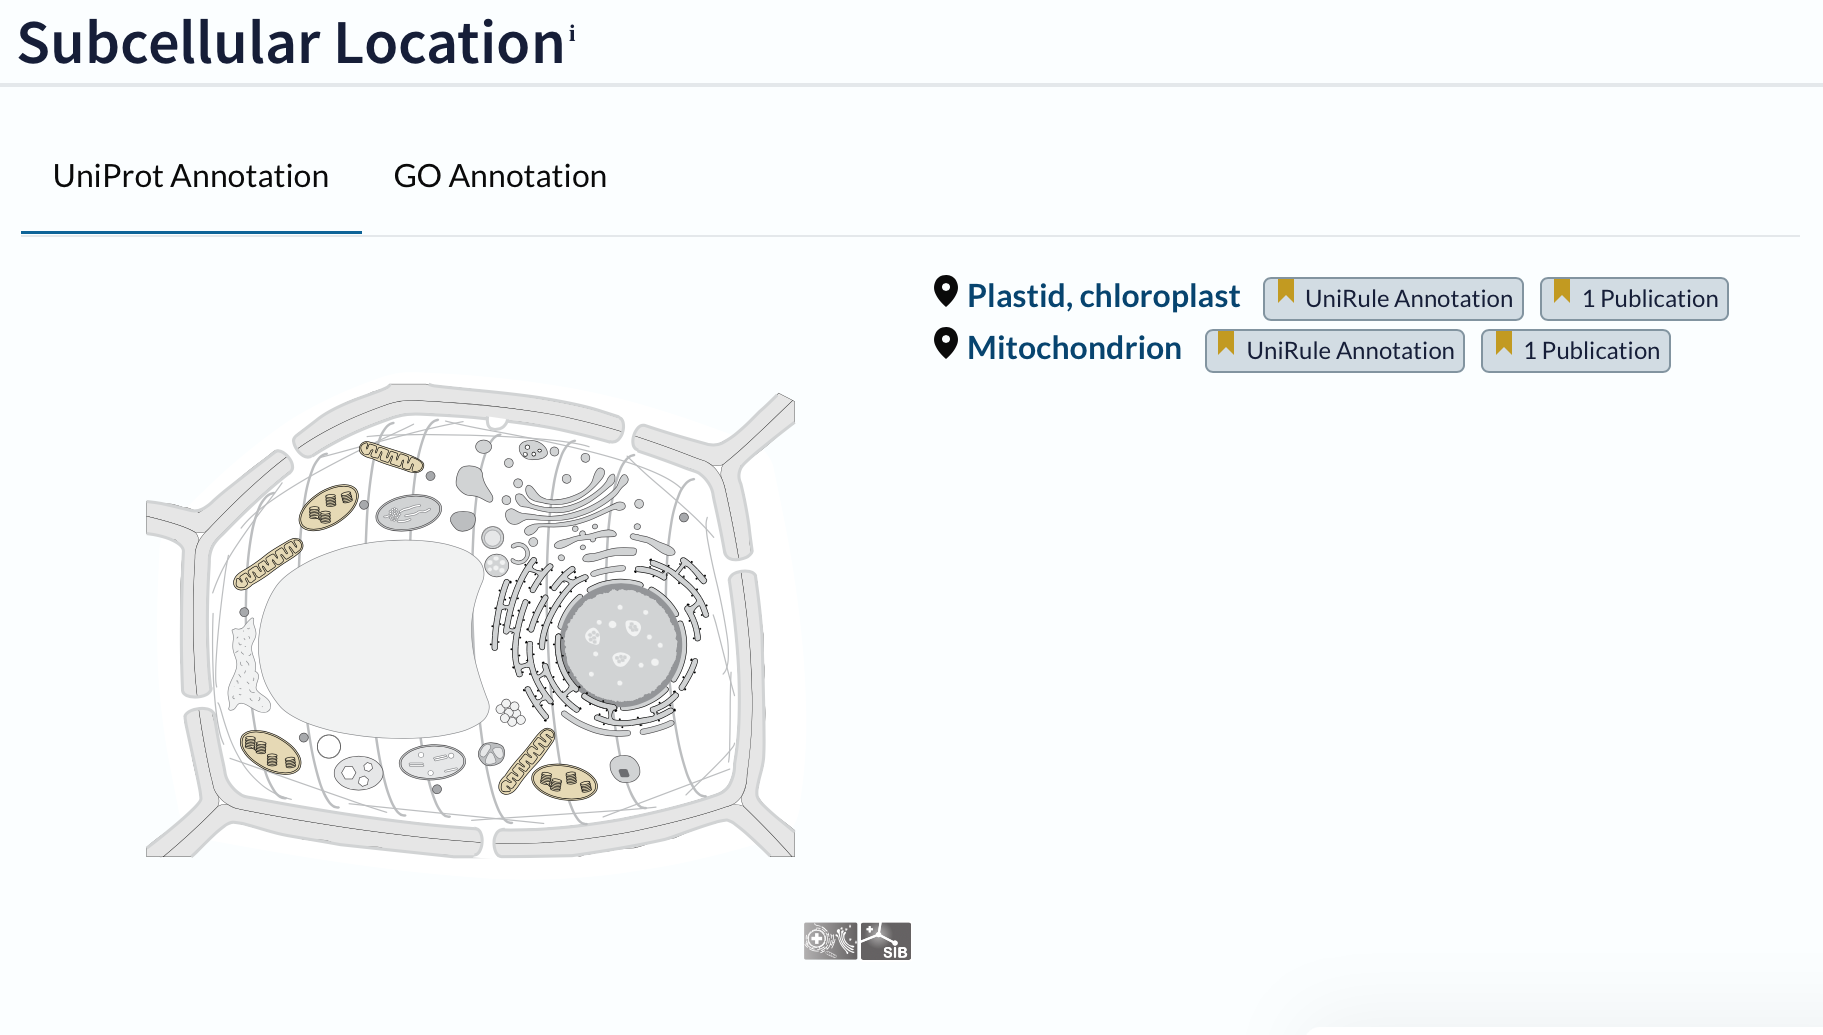 Subcellular Location i
UniProt Annotation GO Annotation
Plastid, chloroplast UniRule Annotation 1 Publication
Mitochondrion UniRule Annotation 1 Publication
SIB